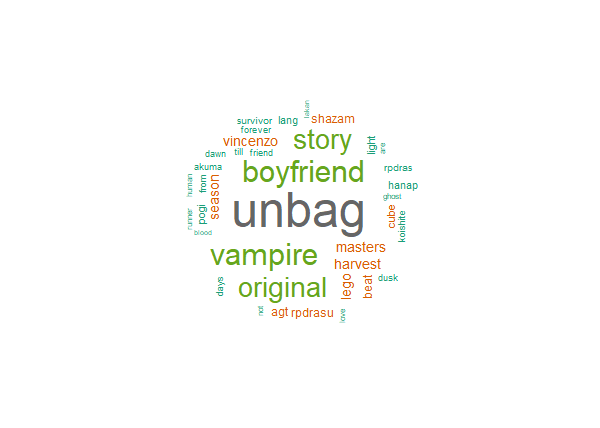 taken
survivor
lang
shazam
forever
vincenzo
story
light
are
dawn
till
friend
akuma
boyfriend
rpdras
human
from
season
hanap
ghost
runner
pogi
unbag
cube
koishite
blood
vampire
masters
harvest
days
original
lego
beat
dusk
not
agt
rpdrasu
love